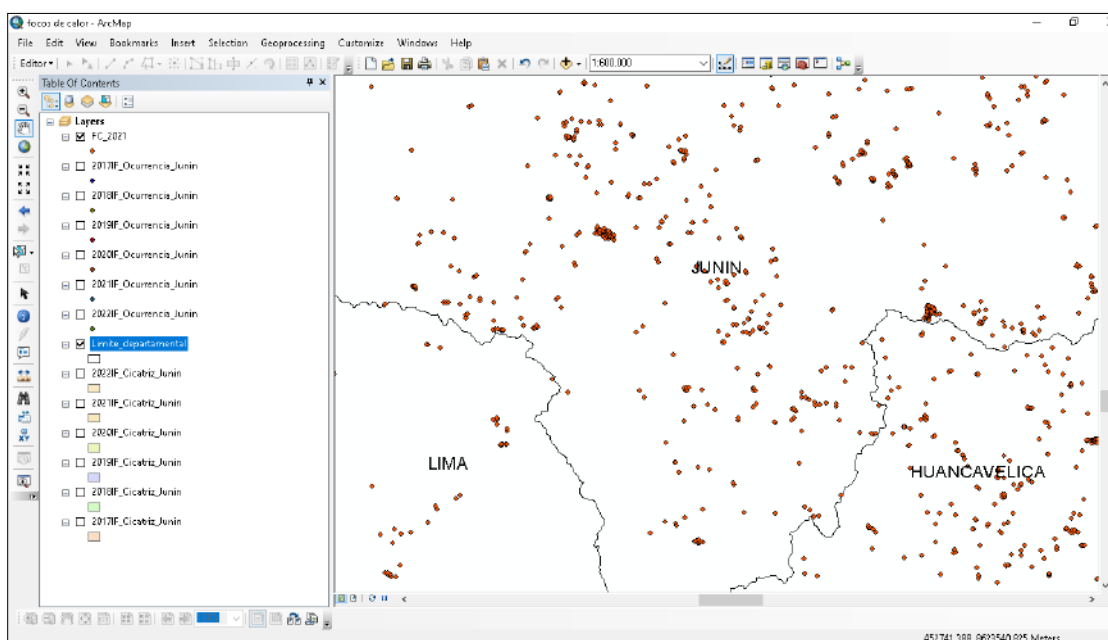 focos de calor - ArcMap
File Edit View Bookmarks Insert Selection Geoprocessing Customize Windows Help
Editor
1:600,000
Table Of Contents
Layers
FC_2021
2017IF_Ocurrencia_Junin
2018IF_Ocurrencia_Junin
2019IF_Ocurrencia_Junin
2020IF_Ocurrencia_Junin
2021IF_Ocurrencia_Junin
2022IF_Ocurrencia_Junin
Limite_departamental
2022IF_Cicatriz_Junin
2021IF_Cicatriz_Junin
2020IF_Cicatriz_Junin
2019IF_Cicatriz_Junin
2018IF_Cicatriz_Junin
2017IF_Cicatriz_Junin
JUNIN
LIMA
HUANCAVELICA
XY
Meters